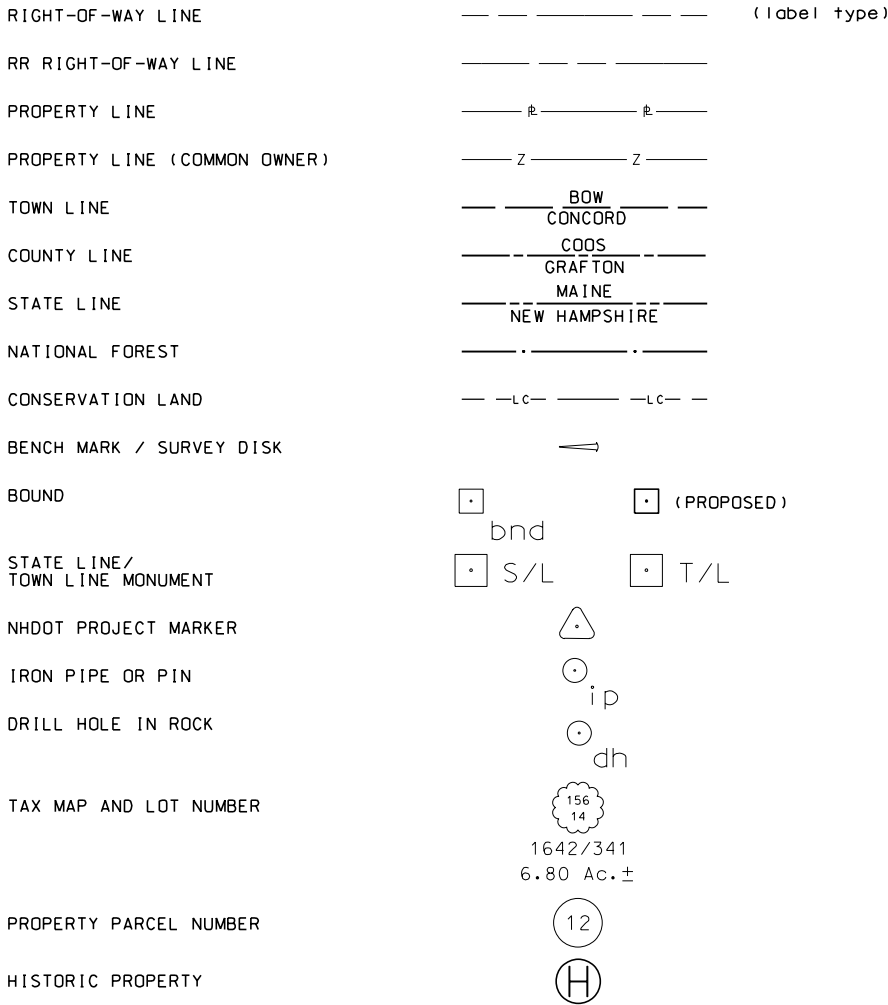 RIGHT-OF-WAY LINE (label type)
RR RIGHT-OF-WAY LINE
PROPERTY LINE ⅊ ⅊
PROPERTY LINE (COMMON OWNER) Z Z
TOWN LINE BOW
CONCORD
COUNTY LINE COOS
GRAFTON
STATE LINE MAINE
NEW HAMPSHIRE
NATIONAL FOREST
CONSERVATION LAND LC LC
BENCH MARK / SURVEY DISK
BOUND (PROPOSED)
bnd
STATE LINE/
TOWN LINE MONUMENT S/L T/L
NHDOT PROJECT MARKER
IRON PIPE OR PIN
ip
DRILL HOLE IN ROCK
dh
TAX MAP AND LOT NUMBER 156
14
1642/341
6.80 Ac.±
PROPERTY PARCEL NUMBER 12
HISTORIC PROPERTY H